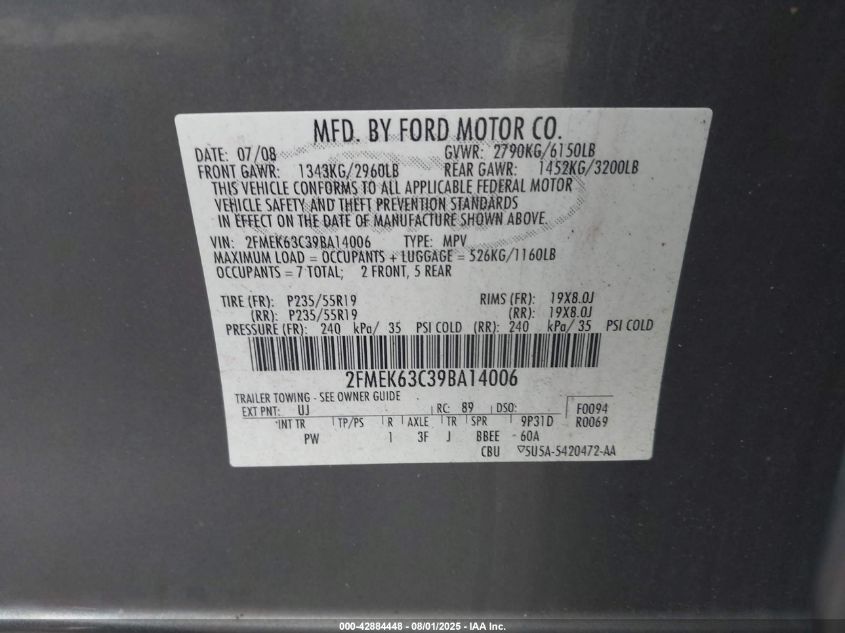 MFD. BY FORD MOTOR CO.
DATE: 07/08 GVWR: 2790KG/6150LB
FRONT GAWR: 1343KG/2960LB REAR GAWR: 1452KG/3200LB
THIS VEHICLE CONFORMS TO ALL APPLICABLE FEDERAL MOTOR
VEHICLE SAFETY AND THEFT PREVENTION STANDARDS
IN EFFECT ON THE DATE OF MANUFACTURE SHOWN ABOVE.
VIN: 2FMEK63C39BA14006 TYPE: MPV
MAXIMUM LOAD = OCCUPANTS + LUGGAGE = 526KG/1160LB
OCCUPANTS = 7 TOTAL; 2 FRONT, 5 REAR
TIRE (FR): P235/55R19 RIMS (FR): 19X8.0J
(RR): P235/55R19 (RR): 19X8.0J
PRESSURE (FR): 240 kPa/ 35 PSI COLD (RR): 240 kPa/ 35 PSI COLD
2FMEK63C39BA14006
TRAILER TOWING - SEE OWNER GUIDE
EXT PNT: UJ RC: 89 DSO: F0094
INT TR TP/PS R AXLE TR SPR 9P31D R0069
PW 1 3F J BBEE 60A
CBU ▽5U5A-5420472-AA
000-42884448 - 08/01/2025 - IAA Inc.